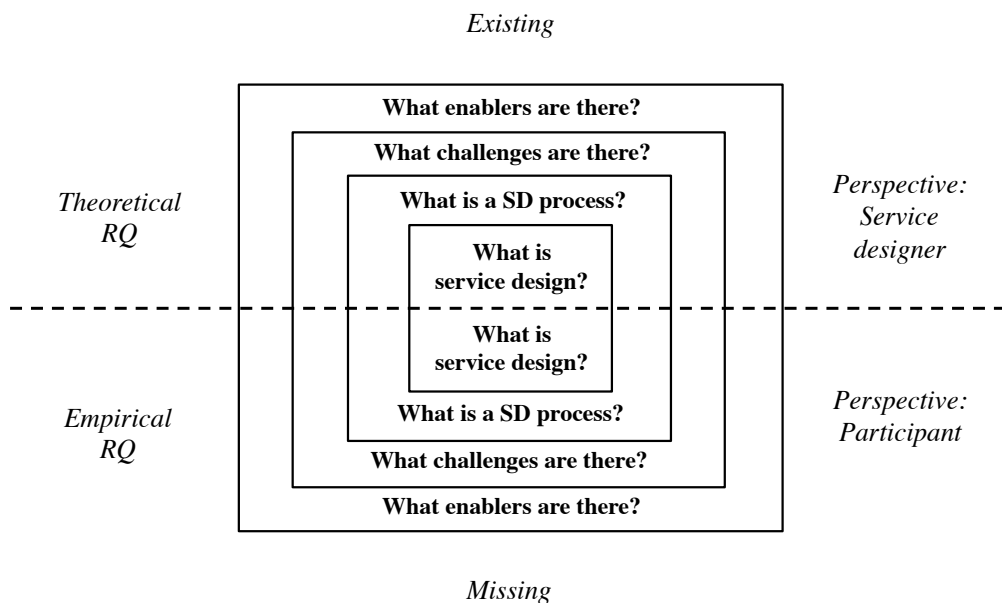 Existing
What enablers are there?
What challenges are there?
Theoretical
RQ
What is a SD process?
Perspective:
Service
designer
What is
service design?
What is
service design?
Empirical
RQ
What is a SD process?
Perspective:
Participant
What challenges are there?
What enablers are there?
Missing